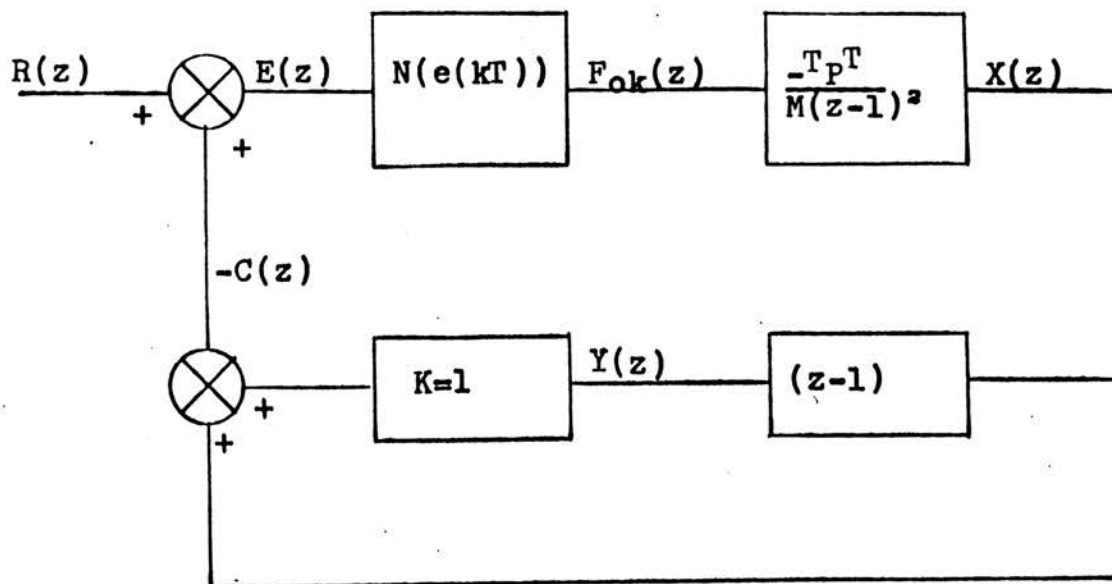 R(z)
+
E(z)
+
N(e(kT))
F_ok(z)
-T_P T
M(z-1)²
X(z)
-C(z)
+
+
K=1
Y(z)
(z-1)